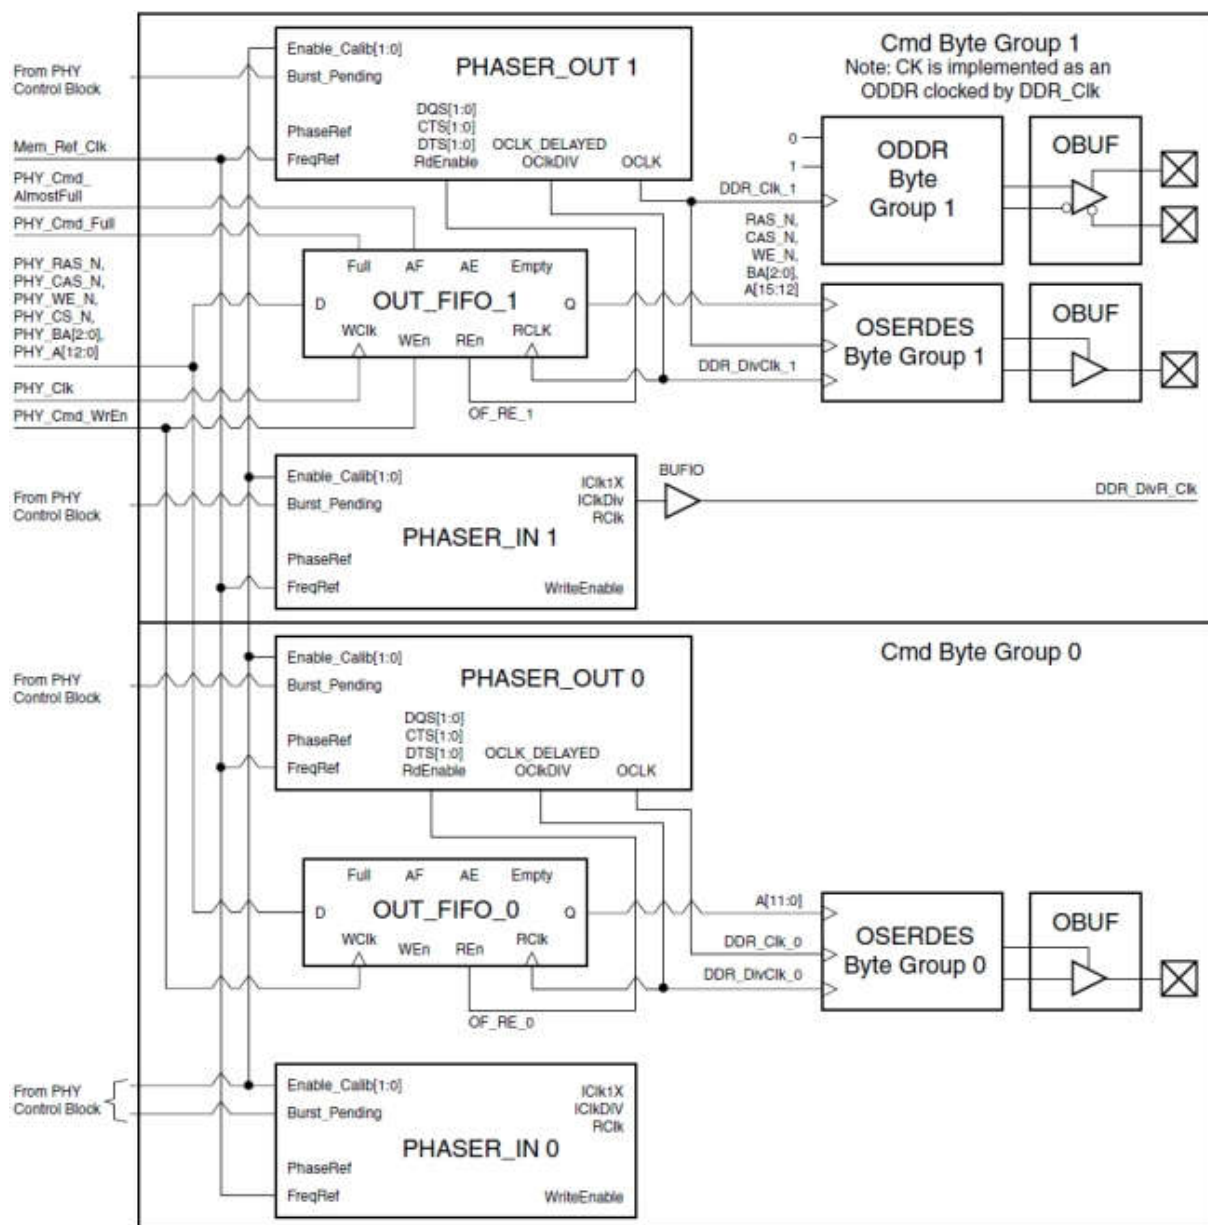 Cmd Byte Group 1
Note: CK is implemented as an
ODDR clocked by DDR_Clk
From PHY
Control Block
Mem_Ref_Clk
PHY_Cmd_
AlmostFull
PHY_Cmd_Full
PHY_RAS_N,
PHY_CAS_N,
PHY_WE_N,
PHY_CS_N,
PHY_BA[2:0],
PHY_A[12:0]
PHY_Clk
PHY_Cmd_WrEn
Enable_Calib[1:0]
Burst_Pending
PHASER_OUT 1
PhaseRef
FreqRef
DQS[1:0]
CTS[1:0]
DTS[1:0]
RdEnable
OCLK_DELAYED
OClkDIV
OCLK
0
1
DDR_Clk_1
ODDR
Byte
Group 1
OBUF
RAS_N,
CAS_N,
WE_N,
BA[2:0],
A[15:12]
Full AF AE Empty
D OUT_FIFO_1 Q
WClk WEn REn RCLK
OF_RE_1
DDR_DivClk_1
OSERDES
Byte Group 1
OBUF
From PHY
Control Block
Enable_Calib[1:0]
Burst_Pending
PHASER_IN 1
PhaseRef
FreqRef
IClk1X
IClkDiv
RClk
WriteEnable
BUFIO
DDR_DivR_Clk
Cmd Byte Group 0
From PHY
Control Block
Enable_Calib[1:0]
Burst_Pending
PHASER_OUT 0
PhaseRef
FreqRef
DQS[1:0]
CTS[1:0]
DTS[1:0]
RdEnable
OCLK_DELAYED
OClkDIV
OCLK
Full AF AE Empty
D OUT_FIFO_0 Q
WClk WEn REn RClk
OF_RE_0
A[11:0]
DDR_Clk_0
DDR_DivClk_0
OSERDES
Byte Group 0
OBUF
From PHY
Control Block
Enable_Calib[1:0]
Burst_Pending
PHASER_IN 0
PhaseRef
FreqRef
IClk1X
IClkDIV
RClk
WriteEnable